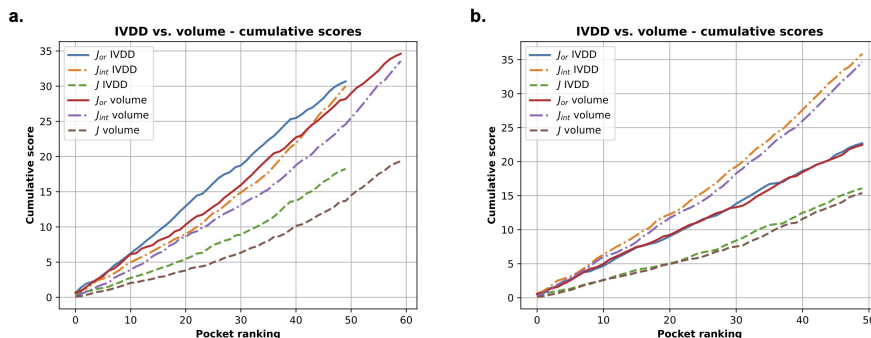 a.
IVDD vs. volume - cumulative scores
J_or IVDD
J_int IVDD
J IVDD
J_or volume
J_int volume
J volume
35
30
25
20
15
10
5
0
Cumulative score
0 10 20 30 40 50 60
Pocket ranking
b.
IVDD vs. volume - cumulative scores
J_or IVDD
J_int IVDD
J IVDD
J_or volume
J_int volume
J volume
35
30
25
20
15
10
5
0
Cumulative score
0 10 20 30 40 50
Pocket ranking